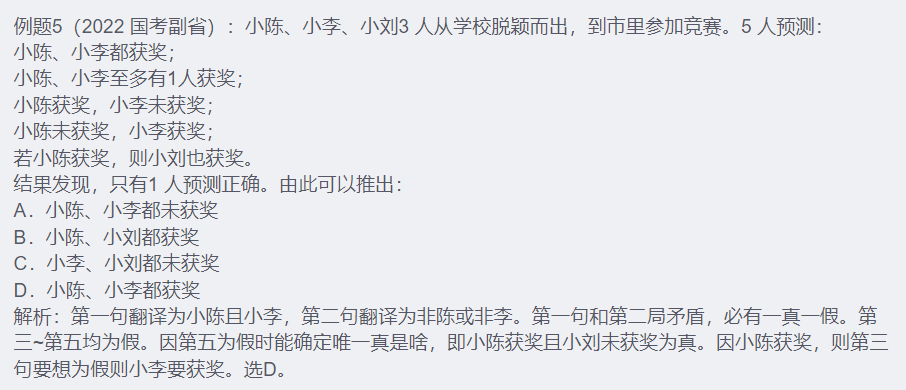 例题5（2022 国考副省）：小陈、小李、小刘3 人从学校脱颖而出，到市里参加竞赛。5 人预测：
小陈、小李都获奖；
小陈、小李至多有1人获奖；
小陈获奖，小李未获奖；
小陈未获奖，小李获奖；
若小陈获奖，则小刘也获奖。
结果发现，只有1 人预测正确。由此可以推出：
A．小陈、小李都未获奖
B．小陈、小刘都获奖
C．小李、小刘都未获奖
D．小陈、小李都获奖
解析：第一句翻译为小陈且小李，第二句翻译为非陈或非李。第一句和第二局矛盾，必有一真一假。第
三~第五均为假。因第五为假时能确定唯一真是啥，即小陈获奖且小刘未获奖为真。因小陈获奖，则第三
句要想为假则小李要获奖。选D。